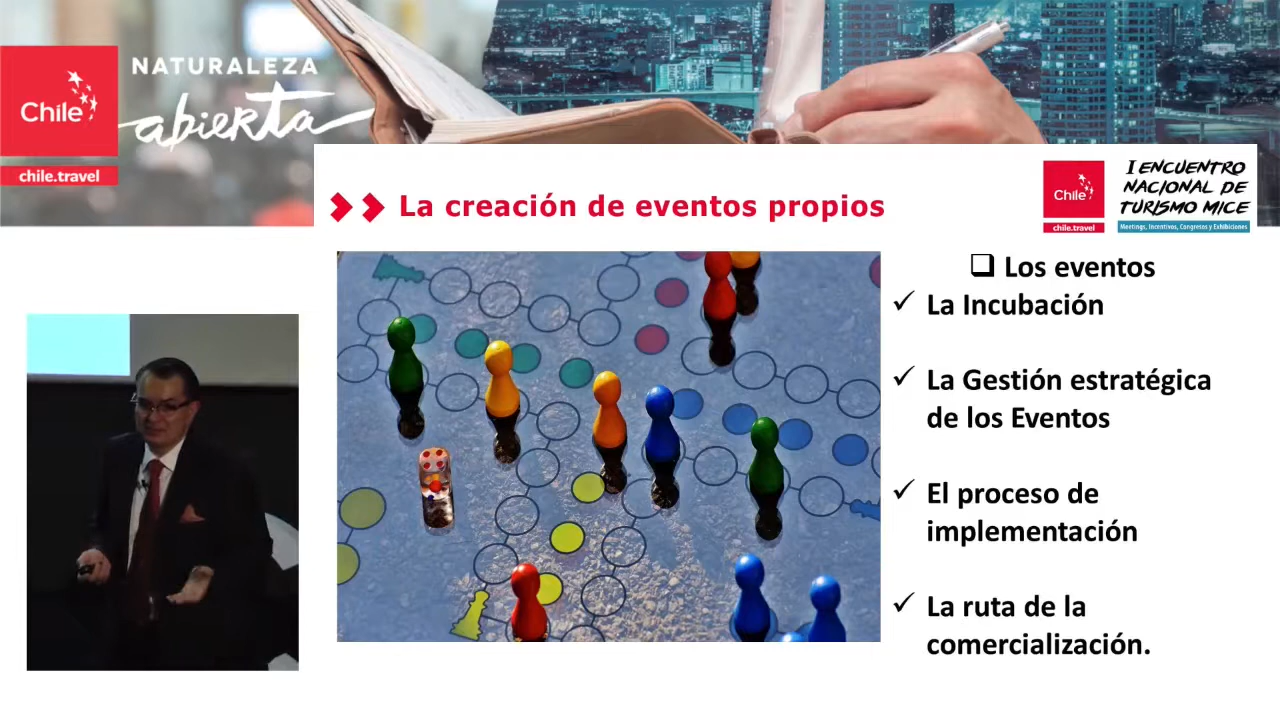 NATURALEZA
abierta
Chile
chile.travel
La creación de eventos propios
Chile
chile.travel
I ENCUENTRO
NACIONAL DE
TURISMO MICE
Meetings, Incentivos, Congresos y Exhibiciones
Los eventos
La Incubación
La Gestión estratégica
de los Eventos
El proceso de
implementación
La ruta de la
comercialización.